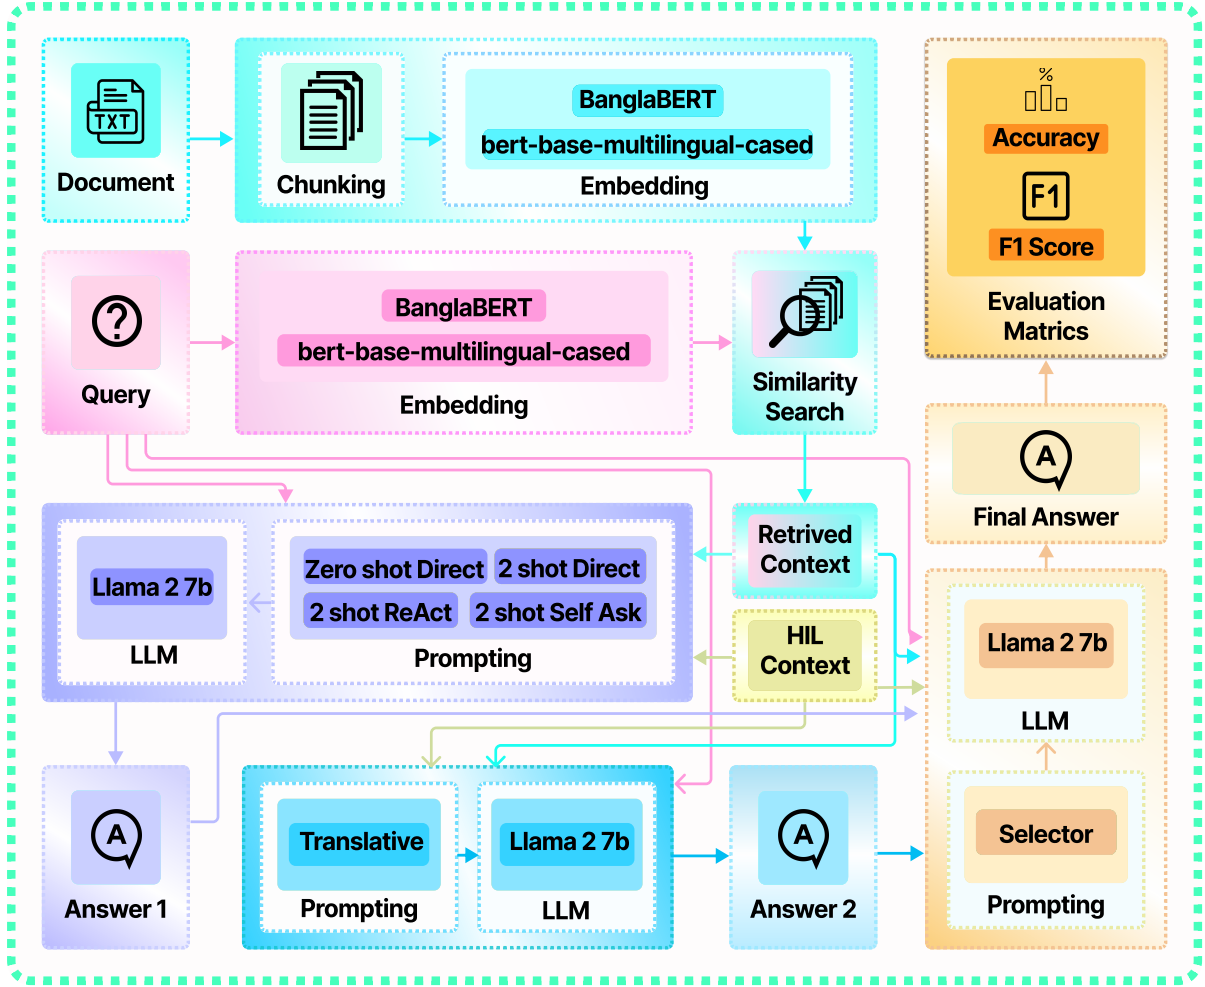 TXT
Document
Chunking
BanglaBERT
bert-base-multilingual-cased
Embedding
%
Accuracy
F1
F1 Score
Evaluation
Matrics
?
Query
BanglaBERT
bert-base-multilingual-cased
Embedding
Similarity
Search
A
Final Answer
Llama 2 7b
LLM
Zero shot Direct
2 shot Direct
2 shot ReAct
2 shot Self Ask
Prompting
Retrived
Context
HIL
Context
Llama 2 7b
LLM
Selector
Prompting
A
Answer 1
Translative
Prompting
Llama 2 7b
LLM
A
Answer 2